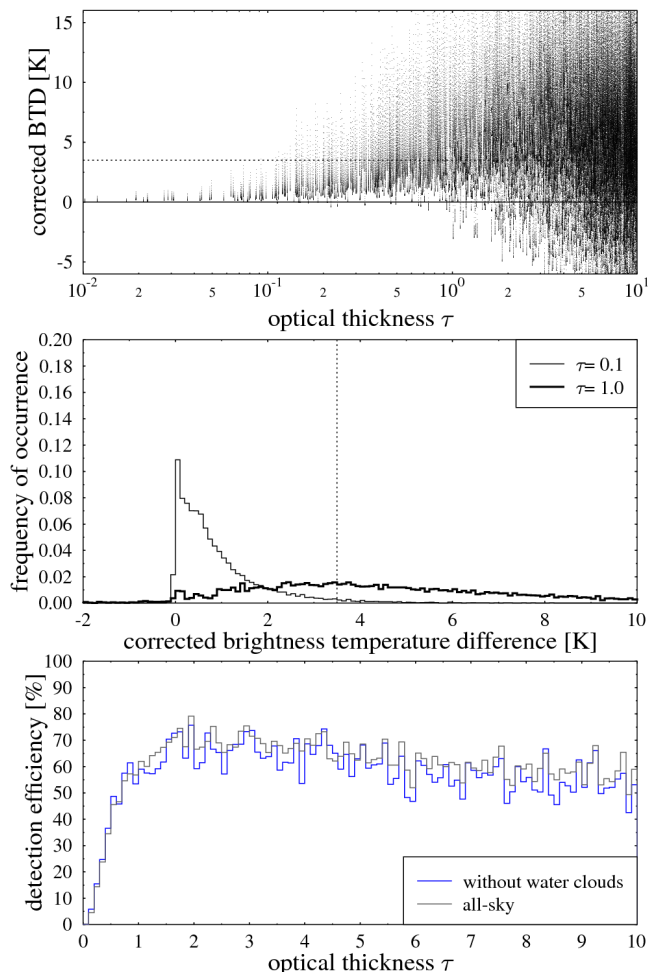 corrected BTD [K]
15
10
5
0
-5
10-2 2 5 10-1 2 5 100 2 5 101
optical thickness τ
frequency of occurrence
0.20
0.18
0.16
0.14
0.12
0.10
0.08
0.06
0.04
0.02
0.00
τ= 0.1
τ= 1.0
-2 0 2 4 6 8 10
corrected brightness temperature difference [K]
detection efficiency [%]
100
90
80
70
60
50
40
30
20
10
0
without water clouds
all-sky
0 1 2 3 4 5 6 7 8 9 10
optical thickness τ